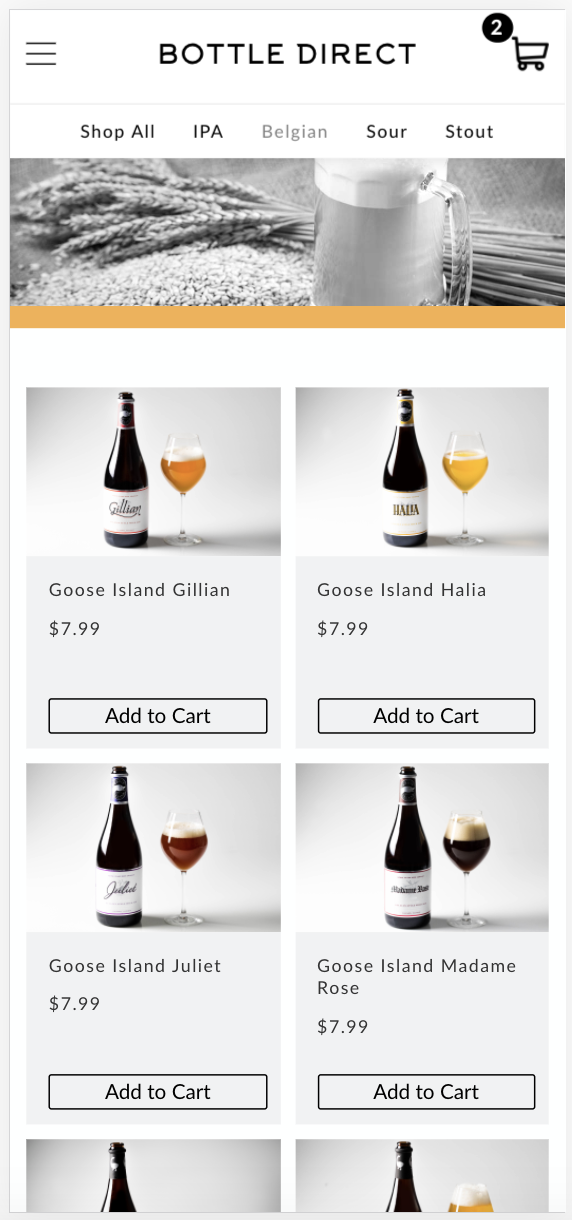 2
BOTTLE DIRECT
Shop All IPA Belgian Sour Stout
Gillian
HALIA
Goose Island Gillian
$7.99
Add to Cart
Goose Island Halia
$7.99
Add to Cart
Juliet
Madame Rose
Goose Island Juliet
$7.99
Add to Cart
Goose Island Madame
Rose
$7.99
Add to Cart